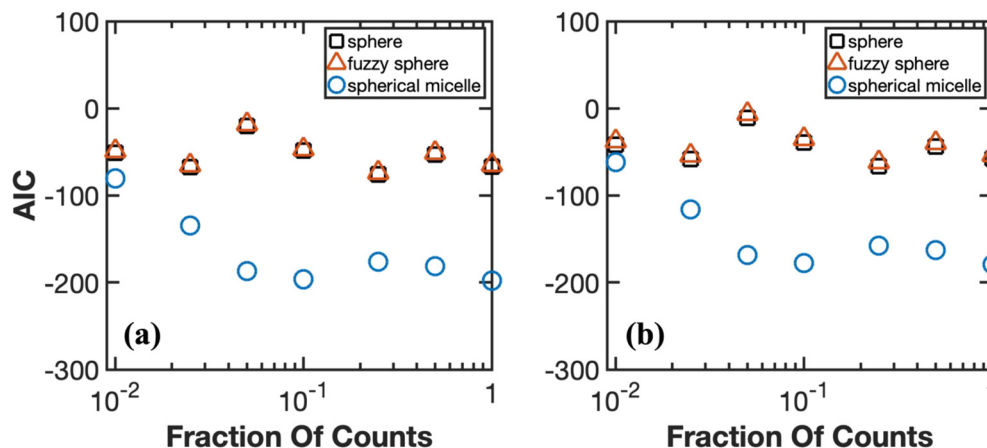 100
0
-100
-200
-300
AIC
sphere
fuzzy sphere
spherical micelle
(a)
10-2
10-1
1
Fraction Of Counts
100
0
-100
-200
-300
sphere
fuzzy sphere
spherical micelle
(b)
10-2
10-1
Fraction Of Counts